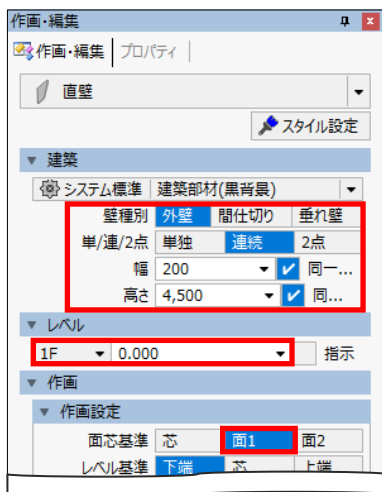 作画・編集
作画・編集 プロパティ
直壁
スタイル設定
建築
システム標準 建築部材(黒背景)
壁種別 外壁 間仕切り 垂れ壁
単/連/2点 単独 連続 2点
幅 200 同一...
高さ 4,500 同...
レベル
1F 0.000 指示
作画
作画設定
面芯基準 芯 面1 面2
レベル基準 下端 芯 上端